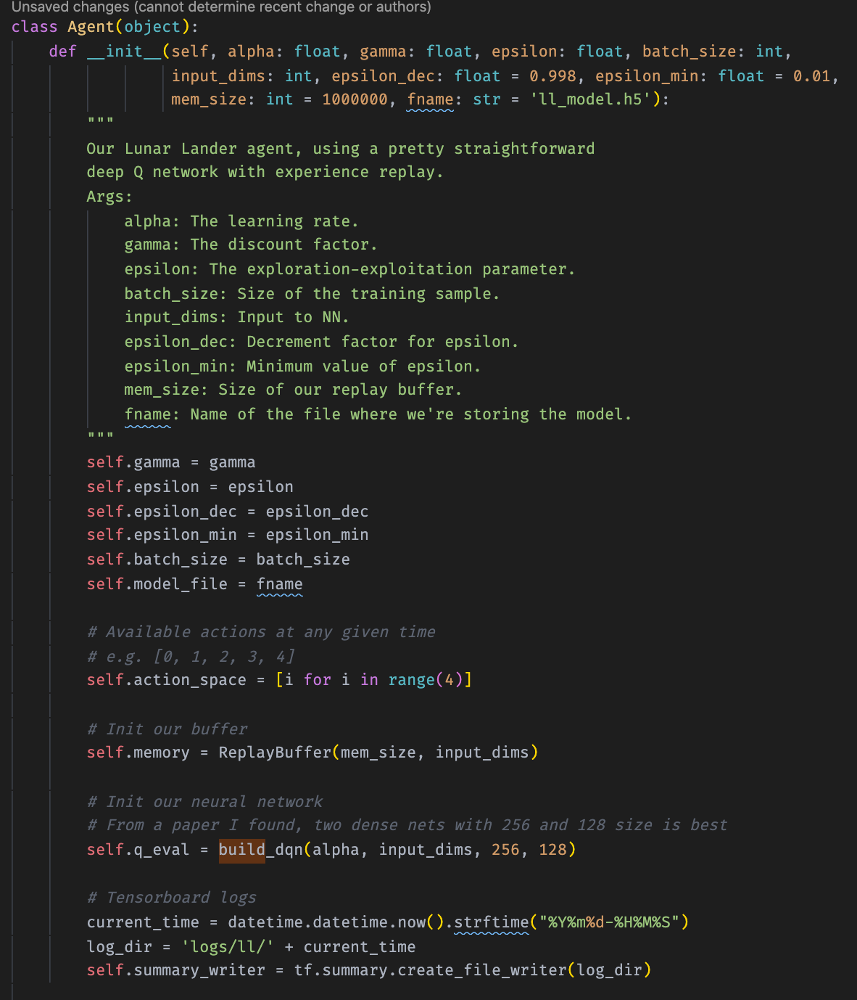 Unsaved changes (cannot determine recent change or authors)
class Agent(object):
    def __init__(self, alpha: float, gamma: float, epsilon: float, batch_size: int,
                 input_dims: int, epsilon_dec: float = 0.998, epsilon_min: float = 0.01,
                 mem_size: int = 1000000, fname: str = 'll_model.h5'):
        """
        Our Lunar Lander agent, using a pretty straightforward
        deep Q network with experience replay.
        Args:
            alpha: The learning rate.
            gamma: The discount factor.
            epsilon: The exploration-exploitation parameter.
            batch_size: Size of the training sample.
            input_dims: Input to NN.
            epsilon_dec: Decrement factor for epsilon.
            epsilon_min: Minimum value of epsilon.
            mem_size: Size of our replay buffer.
            fname: Name of the file where we're storing the model.
        """
        self.gamma = gamma
        self.epsilon = epsilon
        self.epsilon_dec = epsilon_dec
        self.epsilon_min = epsilon_min
        self.batch_size = batch_size
        self.model_file = fname

        # Available actions at any given time
        # e.g. [0, 1, 2, 3, 4]
        self.action_space = [i for i in range(4)]

        # Init our buffer
        self.memory = ReplayBuffer(mem_size, input_dims)

        # Init our neural network
        # From a paper I found, two dense nets with 256 and 128 size is best
        self.q_eval = build_dqn(alpha, input_dims, 256, 128)

        # Tensorboard logs
        current_time = datetime.datetime.now().strftime("%Y%m%d-%H%M%S")
        log_dir = 'logs/ll/' + current_time
        self.summary_writer = tf.summary.create_file_writer(log_dir)